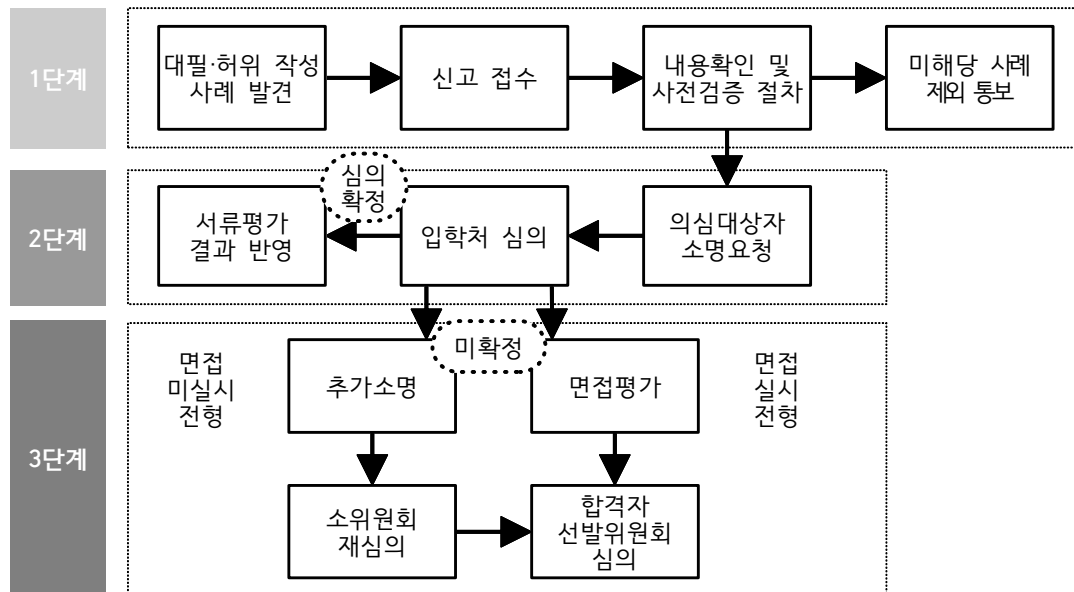 1단계
대필·허위 작성
사례 발견
신고 접수
내용확인 및
사전검증 절차
미해당 사례
제외 통보
2단계
심의
확정
서류평가
결과 반영
입학처 심의
의심대상자
소명요청
3단계
미확정
면접
미실시
전형
추가소명
면접평가
면접
실시
전형
소위원회
재심의
합격자
선발위원회
심의